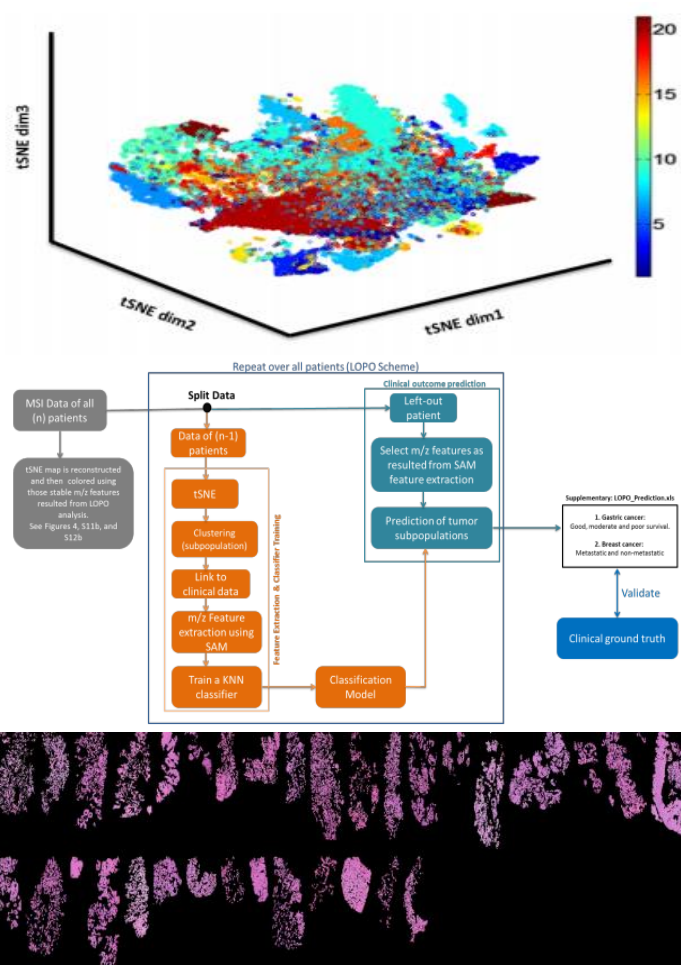 tSNE dim3
tSNE dim2
tSNE dim1
20
15
10
5
Repeat over all patients (LOPO Scheme)
MSI Data of all
(n) patients
tSNE map is reconstructed
and then colored using
those stable m/z features
resulted from LOPO
analysis.
See Figures 4, S11b, and
S12b
Split Data
Data of (n-1)
patients
tSNE
Clustering
(subpopulation)
Link to
clinical data
m/z Feature
extraction using
SAM
Train a KNN
classifier
Feature Extraction & Classifier Training
Classification
Model
Clinical outcome prediction
Left-out
patient
Select m/z features as
resulted from SAM
feature extraction
Prediction of tumor
subpopulations
Supplementary: LOPO_Prediction.xls
1. Gastric cancer:
Good, moderate and poor survival.
2. Breast cancer:
Metastatic and non-metastatic
Validate
Clinical ground truth